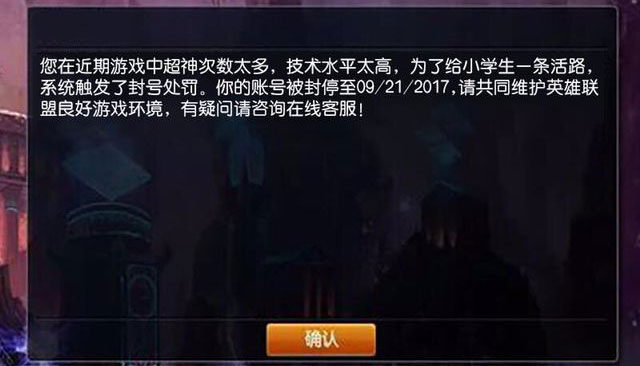 您在近期游戏中超神次数太多，技术水平太高，为了给小学生一条活路，
系统触发了封号处罚。你的账号被封停至09/21/2017,请共同维护英雄联
盟良好游戏环境，有疑问请咨询在线客服！
确认